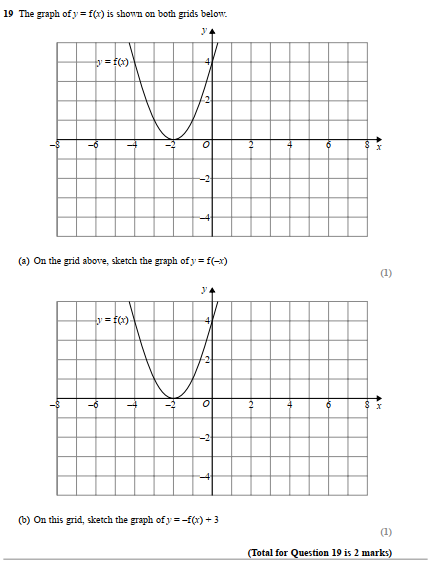 19 The graph of y = f(x) is shown on both grids below.
y
y = f(x)
4
2
–8 –6 –4 –2 O 2 4 6 8 x
–2
–4
(a) On the grid above, sketch the graph of y = f(–x)
(1)
y
y = f(x)
4
2
–8 –6 –4 –2 O 2 4 6 8 x
–2
–4
(b) On this grid, sketch the graph of y = –f(x) + 3
(1)
(Total for Question 19 is 2 marks)